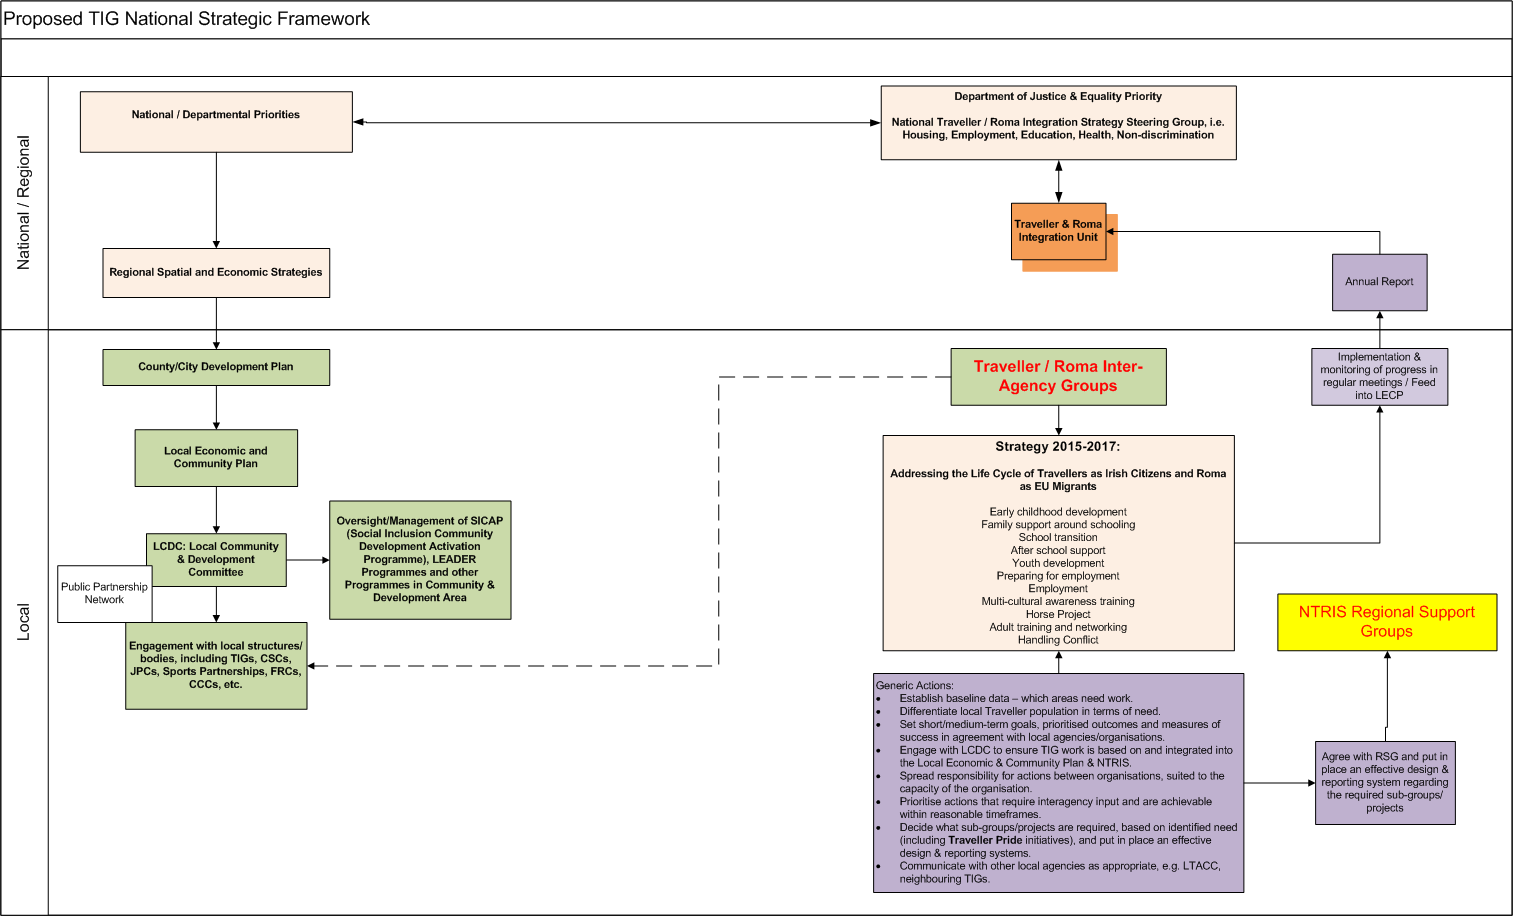 Proposed TIG National Strategic Framework
National / Regional
National / Departmental Priorities
Department of Justice & Equality Priority
National Traveller / Roma Integration Strategy Steering Group, i.e.
Housing, Employment, Education, Health, Non-discrimination
Traveller & Roma
Integration Unit
Regional Spatial and Economic Strategies
Annual Report
Local
County/City Development Plan
Local Economic and
Community Plan
LCDC: Local Community
& Development
Committee
Public Partnership
Network
Oversight/Management of SICAP
(Social Inclusion Community
Development Activation
Programme), LEADER
Programmes and other
Programmes in Community &
Development Area
Engagement with local structures/
bodies, including TIGs, CSCs,
JPCs, Sports Partnerships, FRCs,
CCCs, etc.
Traveller / Roma Inter-
Agency Groups
Implementation &
monitoring of progress in
regular meetings / Feed
into LECP
Strategy 2015-2017:
Addressing the Life Cycle of Travellers as Irish Citizens and Roma
as EU Migrants
Early childhood development
Family support around schooling
School transition
After school support
Youth development
Preparing for employment
Employment
Multi-cultural awareness training
Horse Project
Adult training and networking
Handling Conflict
NTRIS Regional Support
Groups
Generic Actions:
• Establish baseline data – which areas need work.
• Differentiate local Traveller population in terms of need.
• Set short/medium-term goals, prioritised outcomes and measures of
success in agreement with local agencies/organisations.
• Engage with LCDC to ensure TIG work is based on and integrated into
the Local Economic & Community Plan & NTRIS.
• Spread responsibility for actions between organisations, suited to the
capacity of the organisation.
• Prioritise actions that require interagency input and are achievable
within reasonable timeframes.
• Decide what sub-groups/projects are required, based on identified need
(including Traveller Pride initiatives), and put in place an effective
design & reporting systems.
• Communicate with other local agencies as appropriate, e.g. LTACC,
neighbouring TIGs.
Agree with RSG and put in
place an effective design &
reporting system regarding
the required sub-groups/
projects